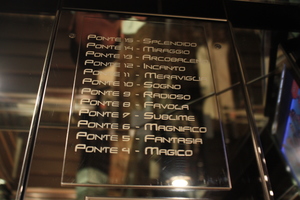 PONTE 15 - SPLENDIDO
PONTE 14 - MIRAGGIO
PONTE 13 - ARCOBALENO
PONTE 12 - INCANTO
PONTE 11 - MERAVIGLIA
PONTE 10 - SOGNO
PONTE 9 - RADIOSO
PONTE 8 - FAVOLA
PONTE 7 - SUBLIME
PONTE 6 - MAGNIFICO
PONTE 5 - FANTASIA
PONTE 4 - MAGICO